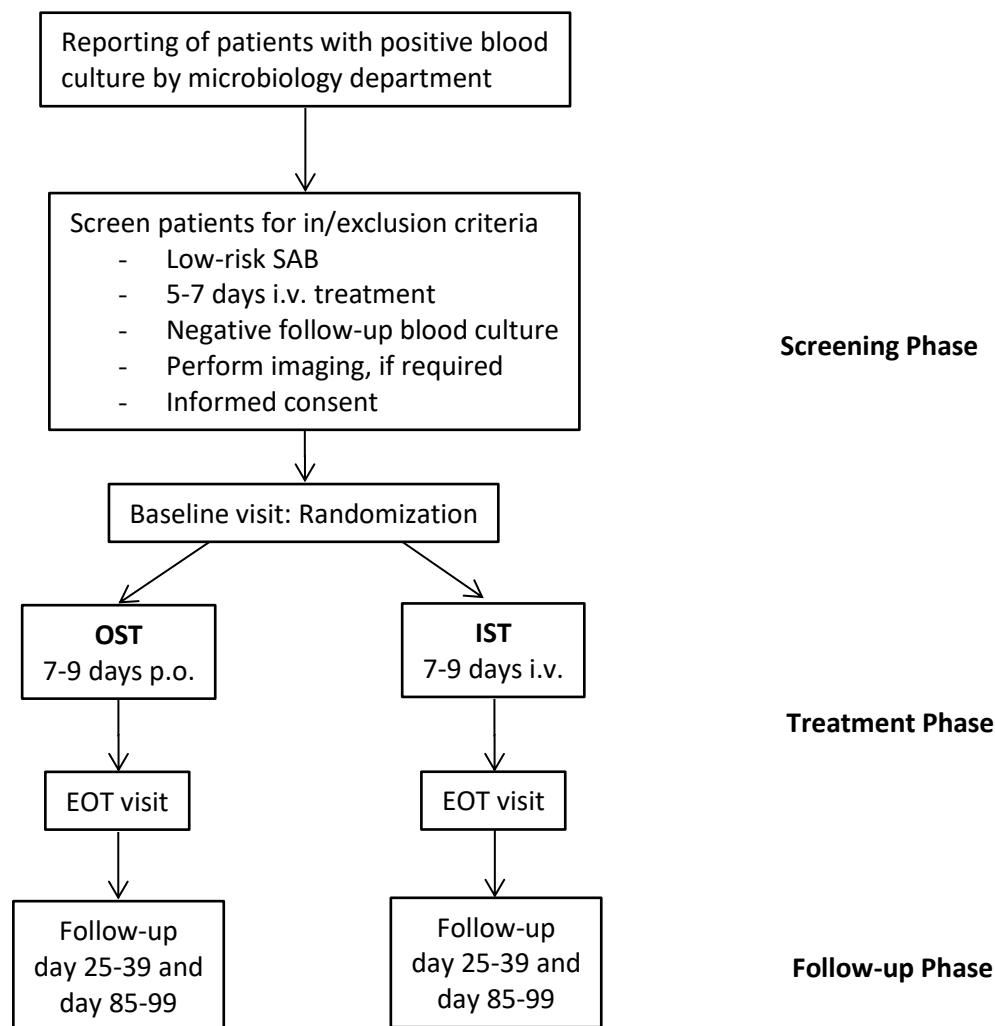 Reporting of patients with positive blood
culture by microbiology department
Screen patients for in/exclusion criteria
- Low-risk SAB
- 5-7 days i.v. treatment
- Negative follow-up blood culture
- Perform imaging, if required
- Informed consent
Screening Phase
Baseline visit: Randomization
OST
7-9 days p.o.
IST
7-9 days i.v.
Treatment Phase
EOT visit
EOT visit
Follow-up
day 25-39 and
day 85-99
Follow-up
day 25-39 and
day 85-99
Follow-up Phase